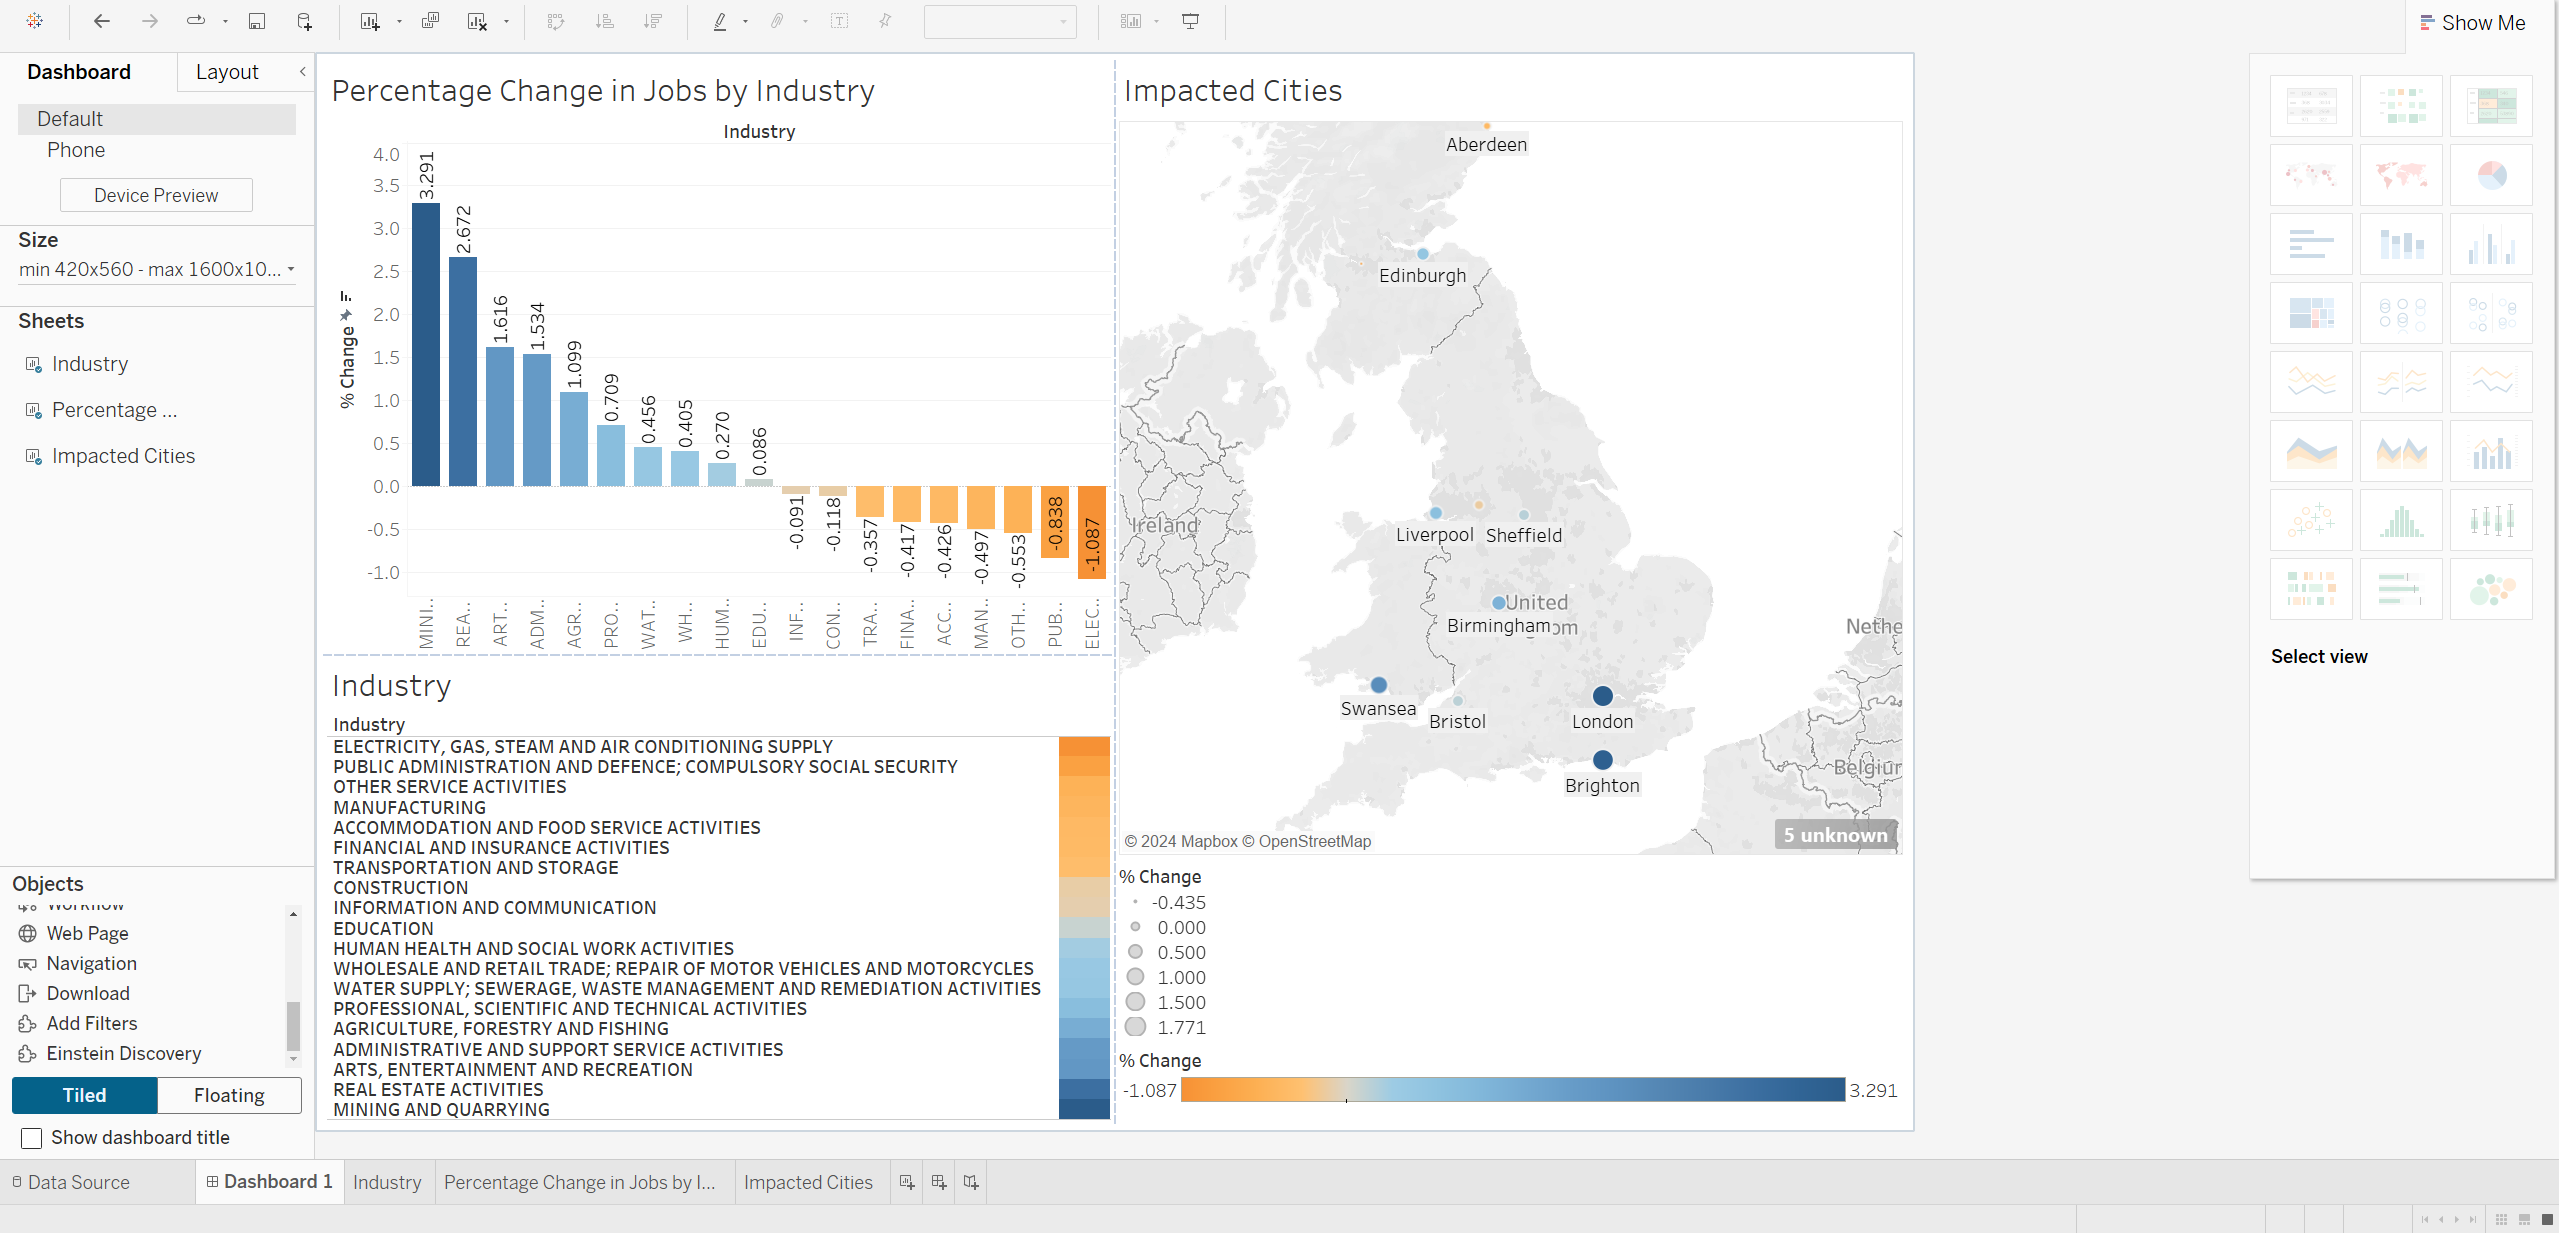 Show Me
Dashboard
Layout
Default
Phone
Device Preview
Size
min 420x560 - max 1600x10...
Sheets
Industry
Percentage ...
Impacted Cities
Objects
Workflow
Web Page
Navigation
Download
Add Filters
Einstein Discovery
Tiled
Floating
Show dashboard title
Percentage Change in Jobs by Industry
Industry
% Change
4.0
3.5
3.0
2.5
2.0
1.5
1.0
0.5
0.0
-0.5
-1.0
3.291
2.672
1.616
1.534
1.099
0.709
0.456
0.405
0.270
0.086
-0.091
-0.118
-0.357
-0.417
-0.426
-0.497
-0.553
-0.838
-1.087
MINI..
REA..
ART..
ADM..
AGR..
PRO..
WAT..
WH..
HUM..
EDU..
INF..
CON..
TRA..
FINA..
ACC..
MAN..
OTH..
PUB..
ELEC..
Industry
Industry
ELECTRICITY, GAS, STEAM AND AIR CONDITIONING SUPPLY
PUBLIC ADMINISTRATION AND DEFENCE; COMPULSORY SOCIAL SECURITY
OTHER SERVICE ACTIVITIES
MANUFACTURING
ACCOMMODATION AND FOOD SERVICE ACTIVITIES
FINANCIAL AND INSURANCE ACTIVITIES
TRANSPORTATION AND STORAGE
CONSTRUCTION
INFORMATION AND COMMUNICATION
EDUCATION
HUMAN HEALTH AND SOCIAL WORK ACTIVITIES
WHOLESALE AND RETAIL TRADE; REPAIR OF MOTOR VEHICLES AND MOTORCYCLES
WATER SUPPLY; SEWERAGE, WASTE MANAGEMENT AND REMEDIATION ACTIVITIES
PROFESSIONAL, SCIENTIFIC AND TECHNICAL ACTIVITIES
AGRICULTURE, FORESTRY AND FISHING
ADMINISTRATIVE AND SUPPORT SERVICE ACTIVITIES
ARTS, ENTERTAINMENT AND RECREATION
REAL ESTATE ACTIVITIES
MINING AND QUARRYING
Impacted Cities
Aberdeen
Edinburgh
Ireland
Liverpool
Sheffield
United
Birmingham
om
Nethe
Swansea
Bristol
London
Brighton
Belgiur
© 2024 Mapbox © OpenStreetMap
5 unknown
% Change
-0.435
0.000
0.500
1.000
1.500
1.771
% Change
-1.087
3.291
Select view
Data Source
Dashboard 1
Industry
Percentage Change in Jobs by I...
Impacted Cities